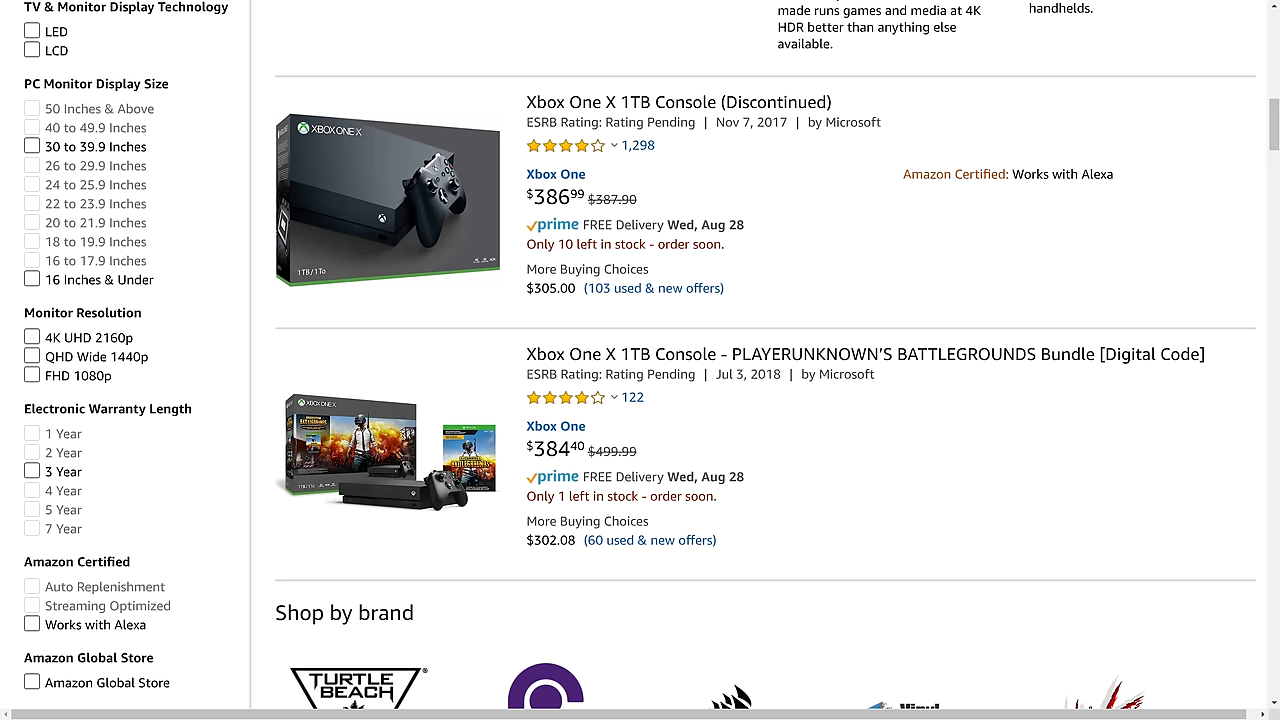 TV & Monitor Display Technology
LED
LCD
PC Monitor Display Size
50 Inches & Above
40 to 49.9 Inches
30 to 39.9 Inches
26 to 29.9 Inches
24 to 25.9 Inches
22 to 23.9 Inches
20 to 21.9 Inches
18 to 19.9 Inches
16 to 17.9 Inches
16 Inches & Under
Monitor Resolution
4K UHD 2160p
QHD Wide 1440p
FHD 1080p
Electronic Warranty Length
1 Year
2 Year
3 Year
4 Year
5 Year
7 Year
Amazon Certified
Auto Replenishment
Streaming Optimized
Works with Alexa
Amazon Global Store
Amazon Global Store
made runs games and media at 4K
HDR better than anything else
available.
handhelds.
XBOX ONE X
1TB/1To
Xbox One X 1TB Console (Discontinued)
ESRB Rating: Rating Pending | Nov 7, 2017 | by Microsoft
1,298
Xbox One
$38699 $387.90
prime FREE Delivery Wed, Aug 28
Only 10 left in stock - order soon.
More Buying Choices
$305.00 (103 used & new offers)
Amazon Certified: Works with Alexa
XBOX ONE X
Xbox One X 1TB Console - PLAYERUNKNOWN'S BATTLEGROUNDS Bundle [Digital Code]
ESRB Rating: Rating Pending | Jul 3, 2018 | by Microsoft
122
Xbox One
$38440 $499.99
prime FREE Delivery Wed, Aug 28
Only 1 left in stock - order soon.
More Buying Choices
$302.08 (60 used & new offers)
Shop by brand
TURTLE
BEACH®